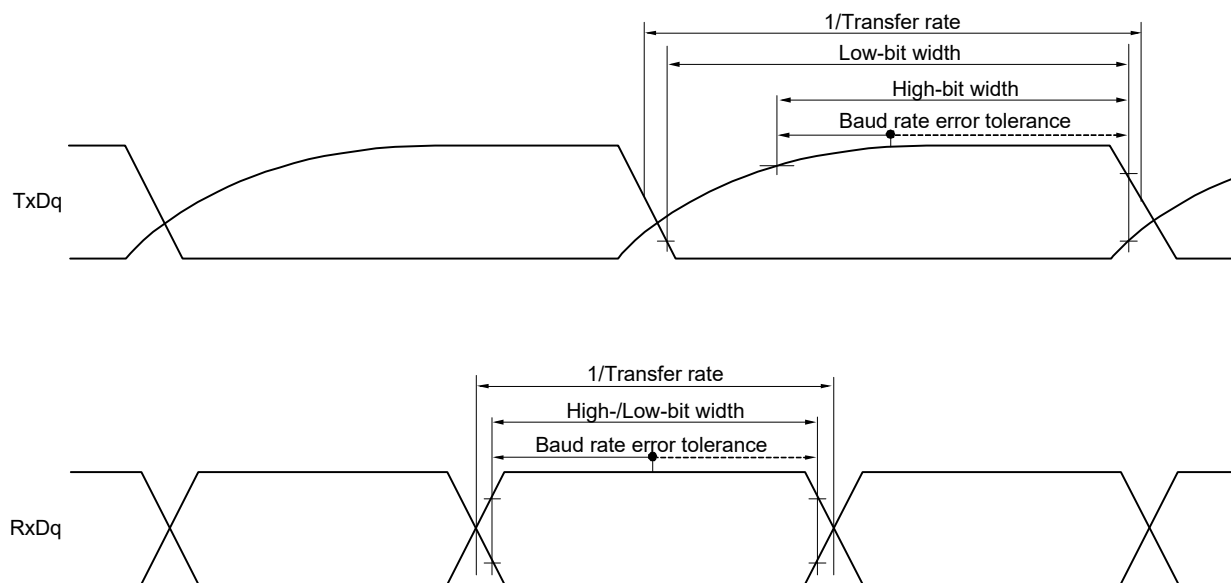 1/Transfer rate
Low-bit width
High-bit width
Baud rate error tolerance
TxDq
1/Transfer rate
High-/Low-bit width
Baud rate error tolerance
RxDq